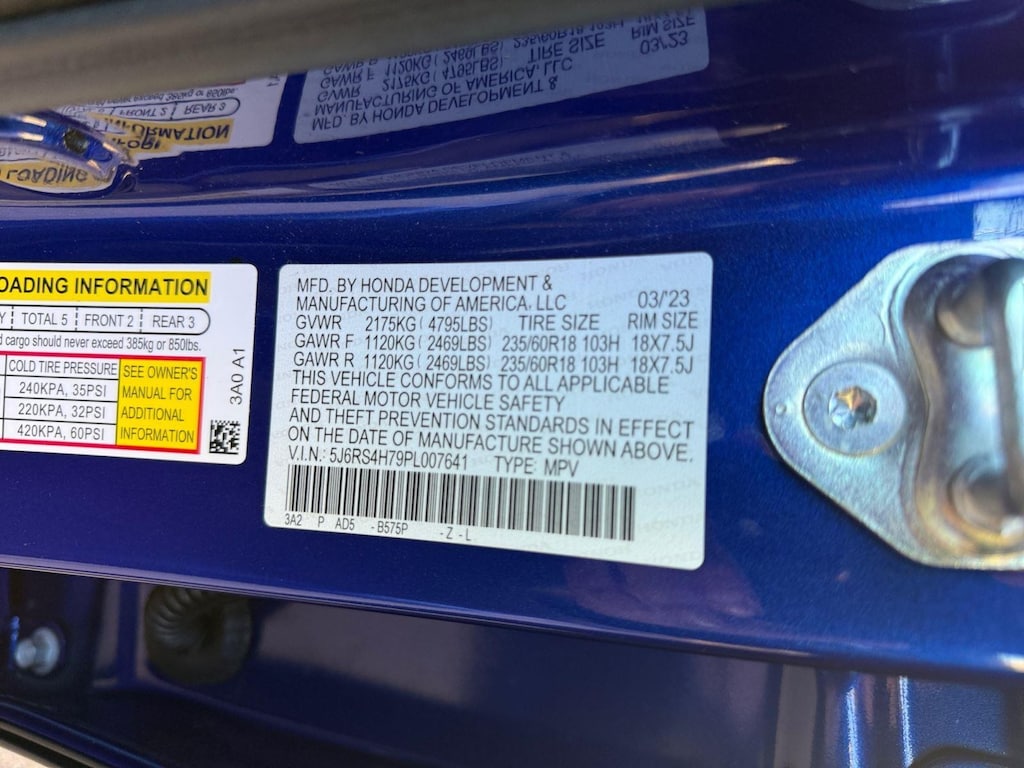 OADING INFORMATION
Y TOTAL 5 FRONT 2 REAR 3
d cargo should never exceed 385kg or 850lbs.
COLD TIRE PRESSURE
240KPA, 35PSI
220KPA, 32PSI
420KPA, 60PSI
SEE OWNER'S
MANUAL FOR
ADDITIONAL
INFORMATION
3A0 A1
MFD. BY HONDA DEVELOPMENT &
MANUFACTURING OF AMERICA, LLC 03/'23
GVWR 2175KG ( 4795LBS) TIRE SIZE RIM SIZE
GAWR F 1120KG ( 2469LBS) 235/60R18 103H 18X7.5J
GAWR R 1120KG ( 2469LBS) 235/60R18 103H 18X7.5J
THIS VEHICLE CONFORMS TO ALL APPLICABLE
FEDERAL MOTOR VEHICLE SAFETY
AND THEFT PREVENTION STANDARDS IN EFFECT
ON THE DATE OF MANUFACTURE SHOWN ABOVE.
V.I.N.: 5J6RS4H79PL007641 TYPE: MPV
3A2 P AD5 -B575P -Z-L